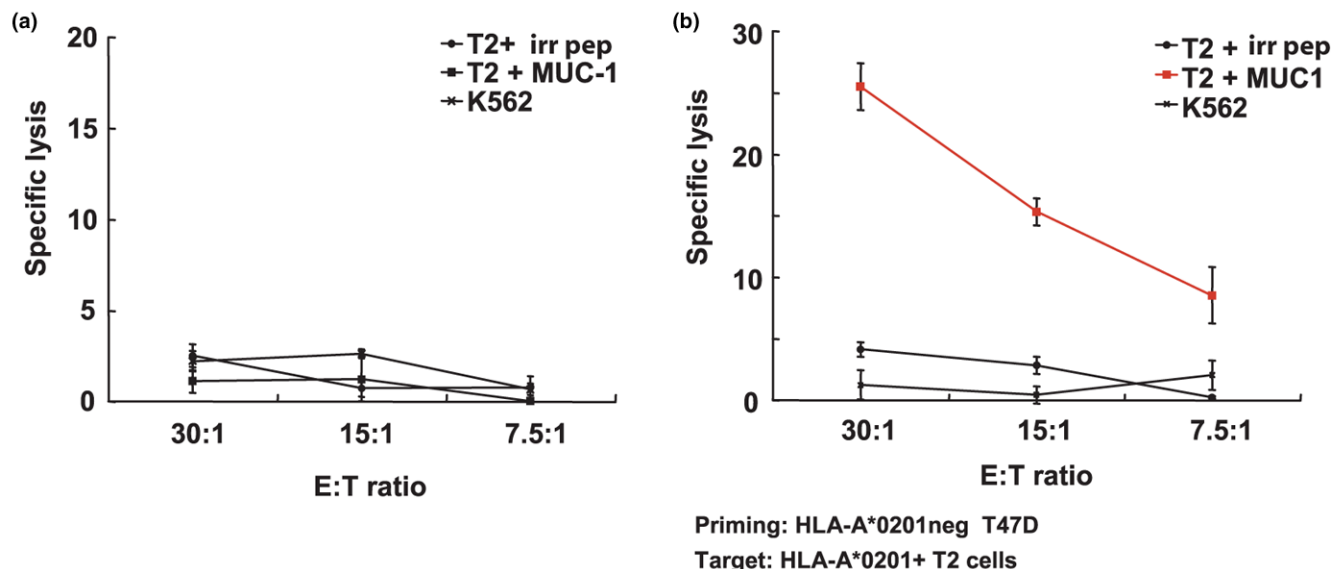 (a)
20
15
10
5
0
Specific lysis
T2+ irr pep
T2 + MUC-1
K562
30:1
15:1
7.5:1
E:T ratio
(b)
30
20
10
0
Specific lysis
T2 + irr pep
T2 + MUC1
K562
30:1
15:1
7.5:1
E:T ratio
Priming: HLA-A*0201neg T47D
Target: HLA-A*0201+ T2 cells